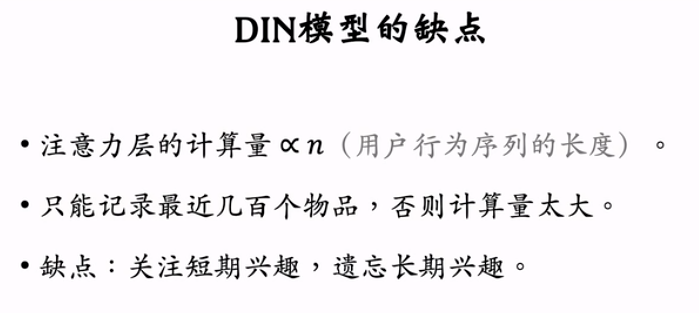 DIN模型的缺点
• 注意力层的计算量 ∝ n（用户行为序列的长度）。
• 只能记录最近几百个物品，否则计算量太大。
• 缺点：关注短期兴趣，遗忘长期兴趣。